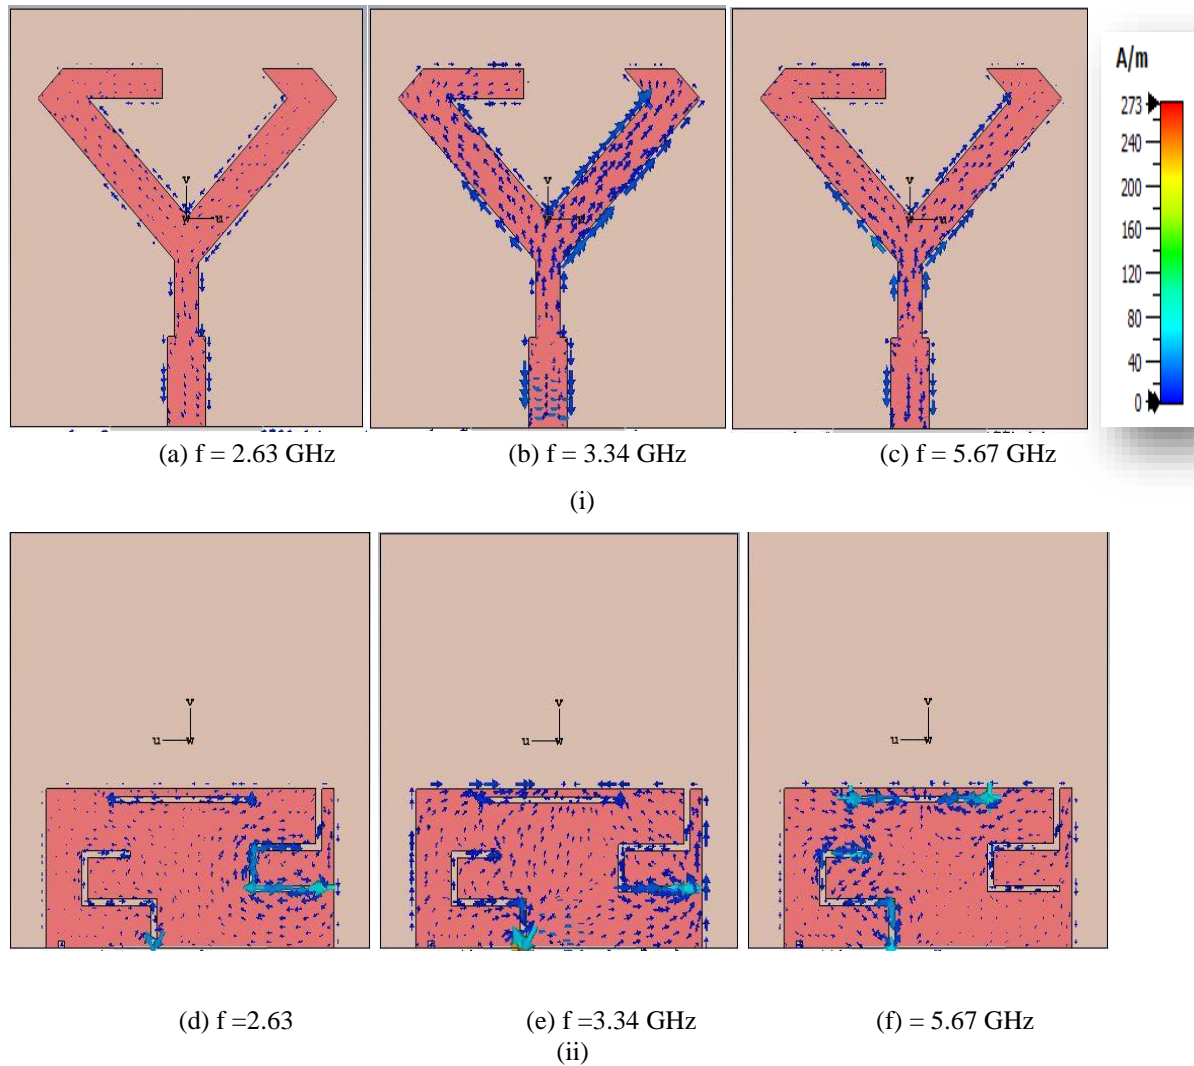 A/m
273
240
200
160
120
80
40
0
v
u
v
u
v
u
(a) f = 2.63 GHz
(b) f = 3.34 GHz
(c) f = 5.67 GHz
(i)
v
u w
v
u w
v
u w
(d) f =2.63
(e) f =3.34 GHz
(f) = 5.67 GHz
(ii)